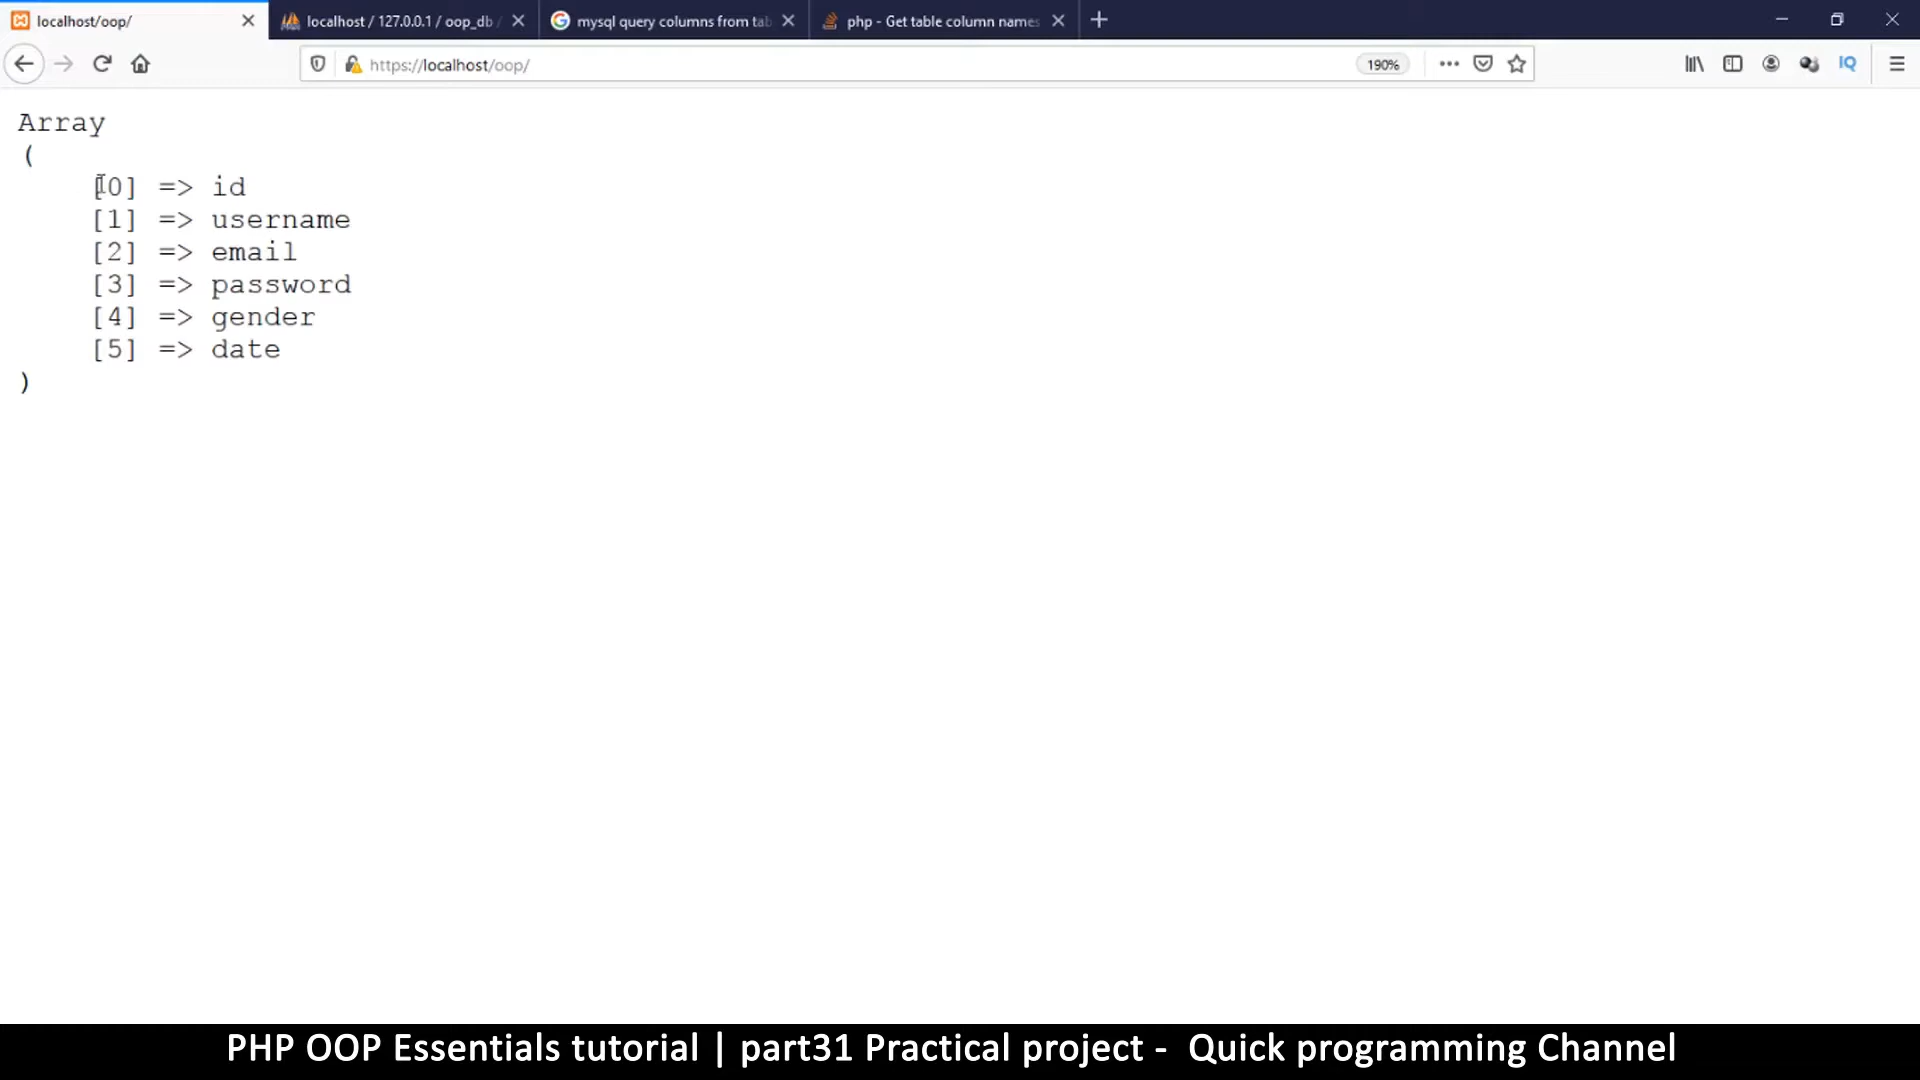 localhost/oop/
localhost / 127.0.0.1 / oop_db /
mysql query columns from tab
php - Get table column names
https://localhost/oop/
190%
IQ
Array
(
[0] => id
[1] => username
[2] => email
[3] => password
[4] => gender
[5] => date
)
PHP OOP Essentials tutorial | part31 Practical project - Quick programming Channel